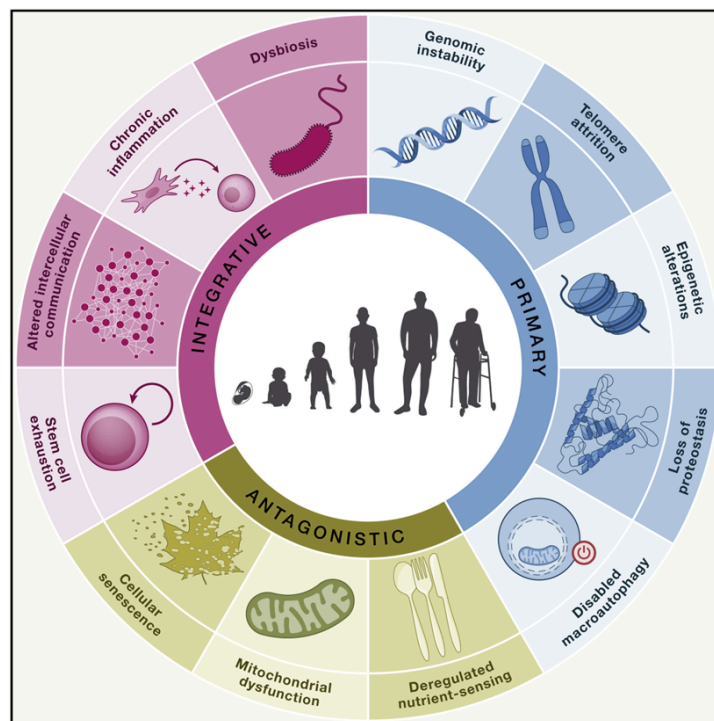 Dysbiosis
Genomic
instability
Telomere
attrition
Epigenetic
alterations
Loss of
proteostasis
Disabled
macroautophagy
Deregulated
nutrient-sensing
Mitochondrial
dysfunction
Cellular
senescence
Stem cell
exhaustion
Altered intercellular
communication
Chronic
inflammation
INTEGRATIVE
PRIMARY
ANTAGONISTIC